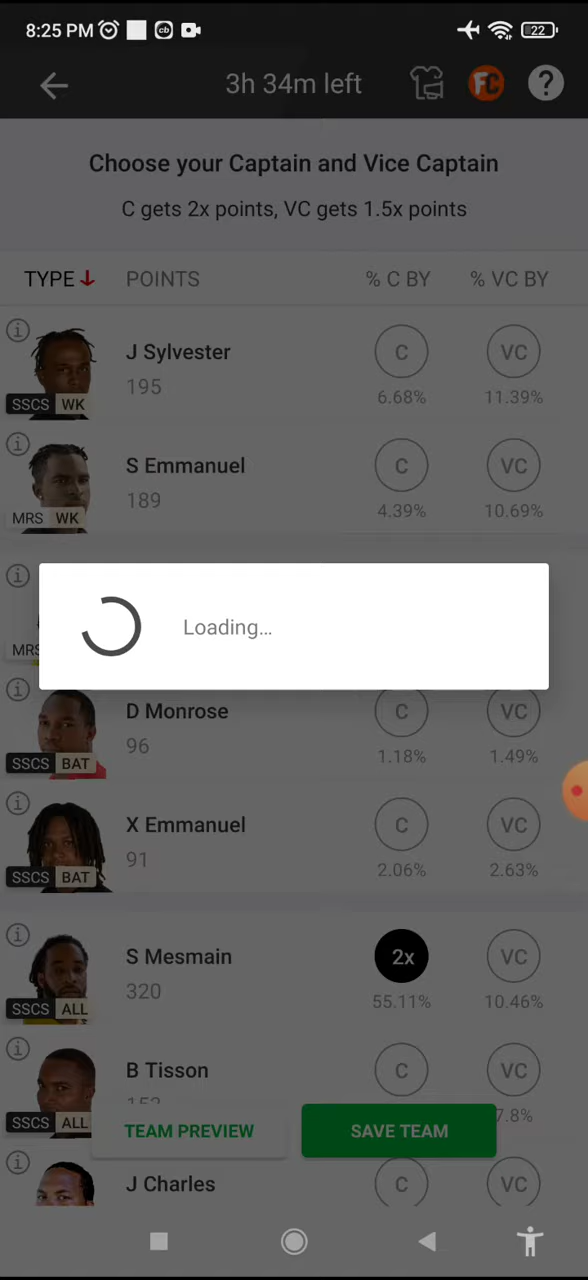 8:25 PM cb 22
3h 34m left FC ?
Choose your Captain and Vice Captain
C gets 2x points, VC gets 1.5x points
TYPE POINTS % C BY % VC BY
i J Sylvester C VC
195
SSCS WK 6.68% 11.39%
i S Emmanuel C VC
189
MRS WK 4.39% 10.69%
i
Loading...
MRS
i D Monrose C VC
96
SSCS BAT 1.18% 1.49%
i X Emmanuel C VC
91
SSCS BAT 2.06% 2.63%
i S Mesmain 2x VC
320
SSCS ALL 55.11% 10.46%
i B Tisson C VC
SSCS ALL 7.8%
TEAM PREVIEW SAVE TEAM
i J Charles C VC